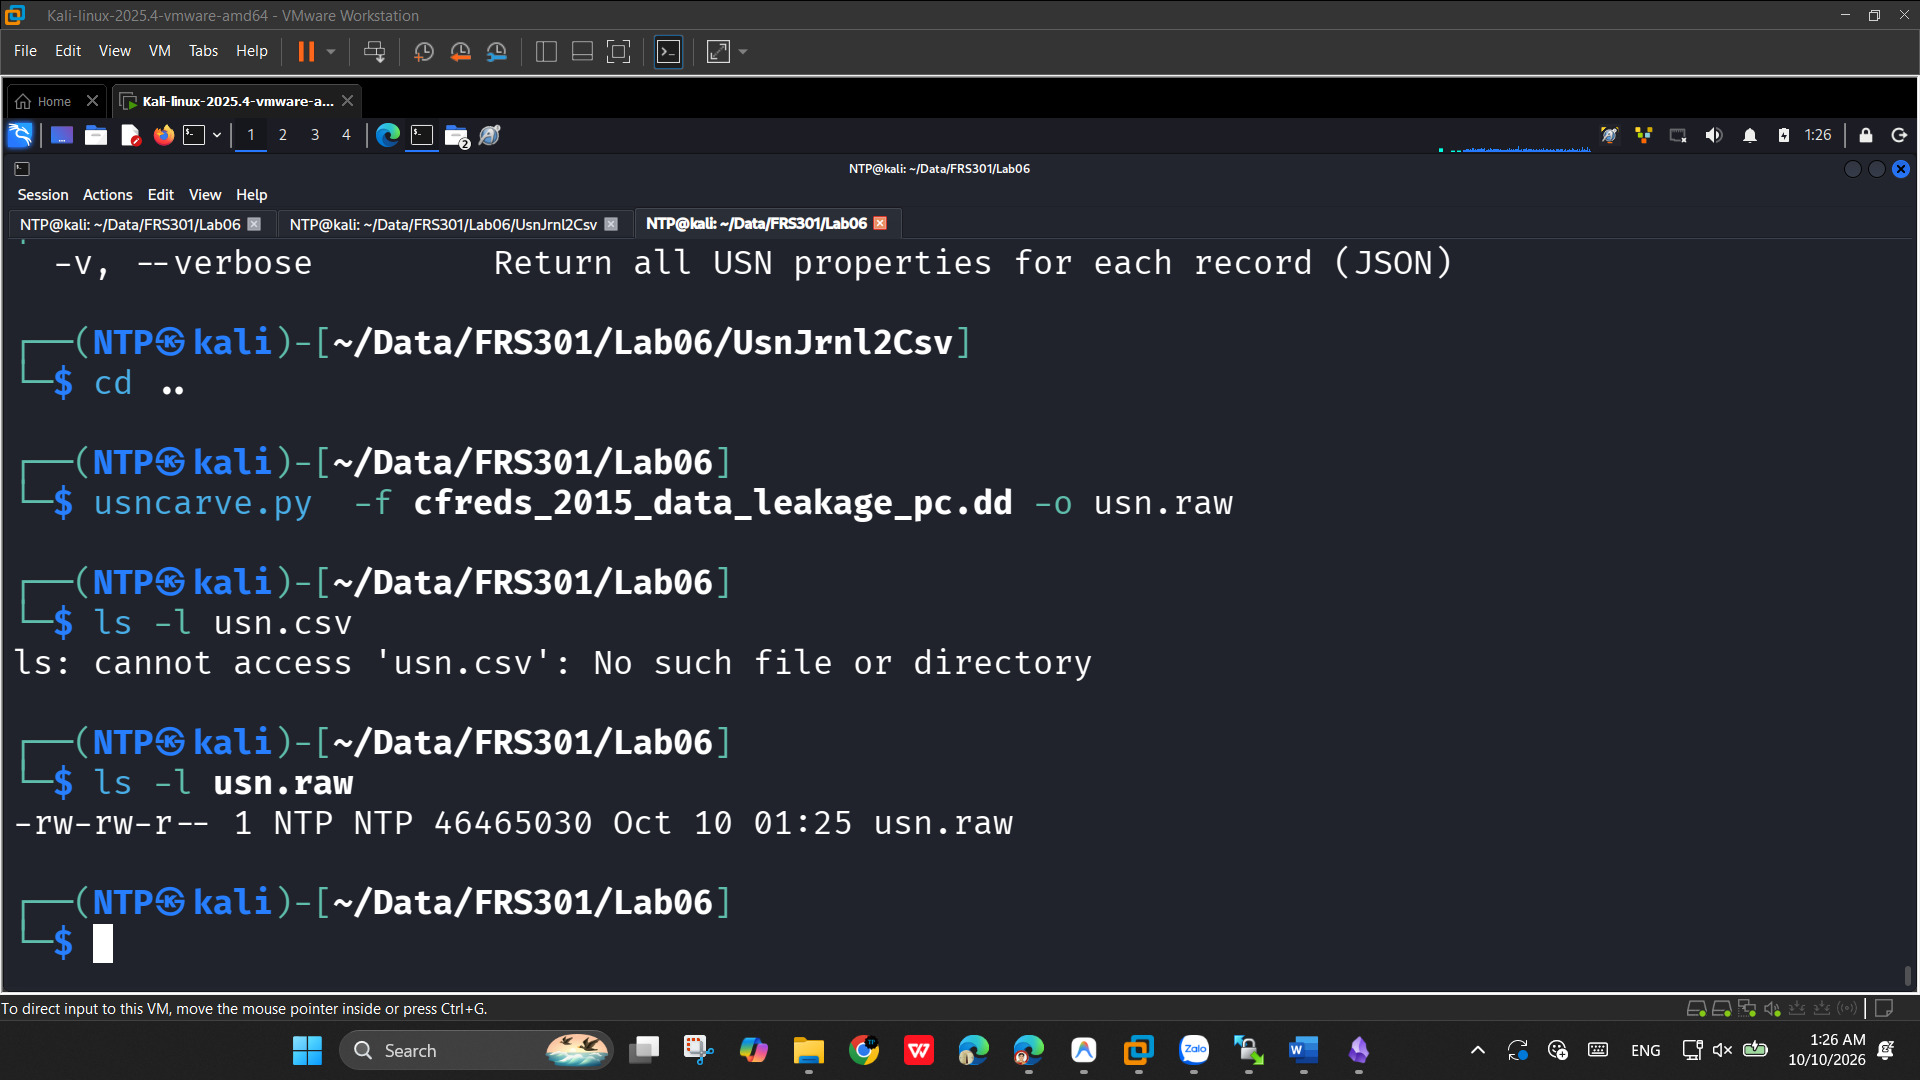 Kali-linux-2025.4-vmware-amd64 - VMware Workstation
File Edit View VM Tabs Help
Home Kali-linux-2025.4-vmware-a...
1 2 3 4 2 1:26
NTP@kali: ~/Data/FRS301/Lab06
Session Actions Edit View Help
NTP@kali: ~/Data/FRS301/Lab06 NTP@kali: ~/Data/FRS301/Lab06/UsnJrnl2Csv NTP@kali: ~/Data/FRS301/Lab06
-v, --verbose Return all USN properties for each record (JSON)
┌──(NTP㉿kali)-[~/Data/FRS301/Lab06/UsnJrnl2Csv]
└─$ cd ..
┌──(NTP㉿kali)-[~/Data/FRS301/Lab06]
└─$ usncarve.py -f cfreds_2015_data_leakage_pc.dd -o usn.raw
┌──(NTP㉿kali)-[~/Data/FRS301/Lab06]
└─$ ls -l usn.csv
ls: cannot access 'usn.csv': No such file or directory
┌──(NTP㉿kali)-[~/Data/FRS301/Lab06]
└─$ ls -l usn.raw
-rw-rw-r-- 1 NTP NTP 46465030 Oct 10 01:25 usn.raw
┌──(NTP㉿kali)-[~/Data/FRS301/Lab06]
└─$
To direct input to this VM, move the mouse pointer inside or press Ctrl+G.
Search Zalo ENG 1:26 AM
10/10/2026